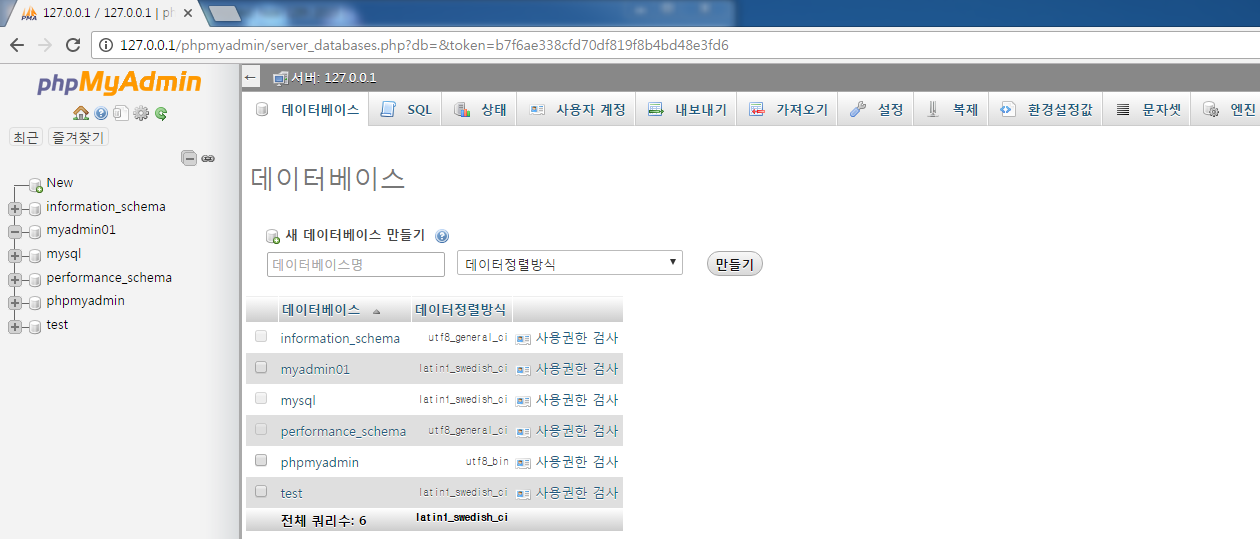 127.0.0.1 / 127.0.0.1 | ph
127.0.0.1/phpmyadmin/server_databases.php?db=&token=b7f6ae338cfd70df819f8b4bd48e3fd6
phpMyAdmin
최근 즐겨찾기
New
information_schema
myadmin01
mysql
performance_schema
phpmyadmin
test
서버: 127.0.0.1
데이터베이스 SQL 상태 사용자 계정 내보내기 가져오기 설정 복제 환경설정값 문자셋 엔진
데이터베이스
새 데이터베이스 만들기
데이터베이스명 데이터정렬방식 만들기
데이터베이스 데이터정렬방식
information_schema utf8_general_ci 사용권한 검사
myadmin01 latin1_swedish_ci 사용권한 검사
mysql latin1_swedish_ci 사용권한 검사
performance_schema utf8_general_ci 사용권한 검사
phpmyadmin utf8_bin 사용권한 검사
test latin1_swedish_ci 사용권한 검사
전체 쿼리수: 6 latin1_swedish_ci